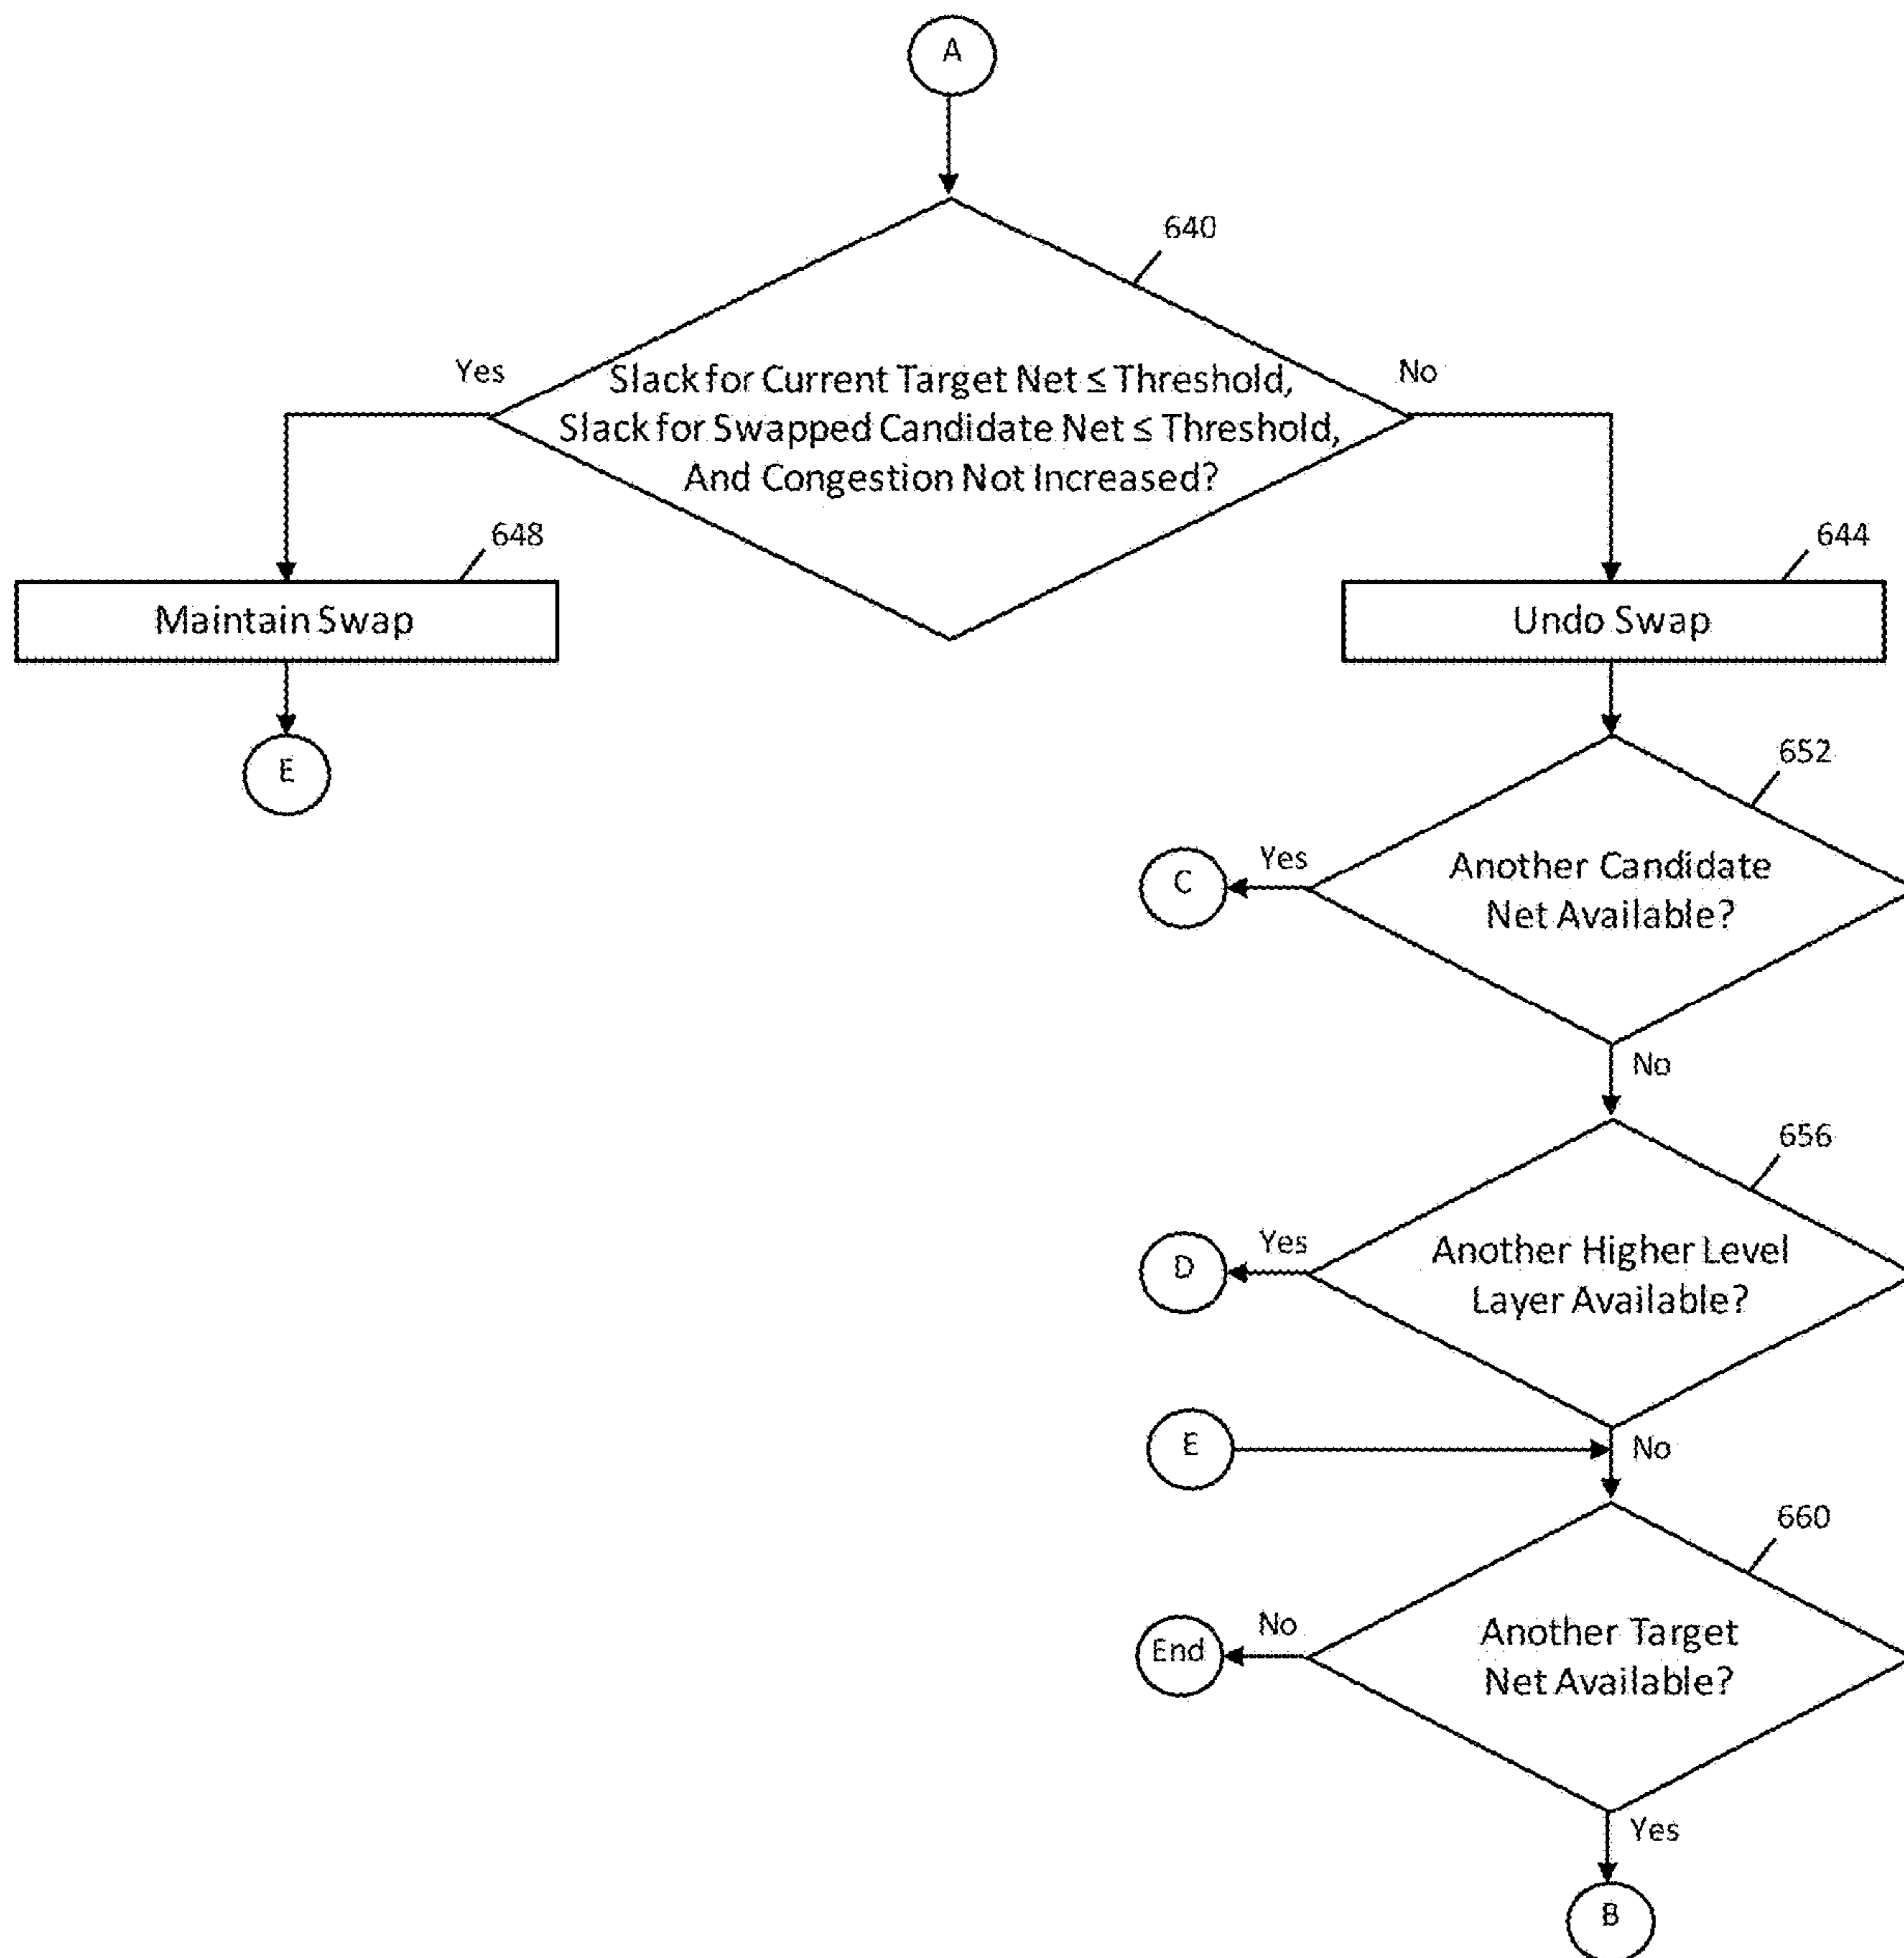 A
640
Yes
No
Slack for Current Target Net ≤ Threshold,
Slack for Swapped Candidate Net ≤ Threshold,
And Congestion Not Increased?
648
644
Maintain Swap
Undo Swap
E
652
C
Yes
Another Candidate
Net Available?
No
656
D
Yes
Another Higher Level
Layer Available?
E
No
660
End
No
Another Target
Net Available?
Yes
B